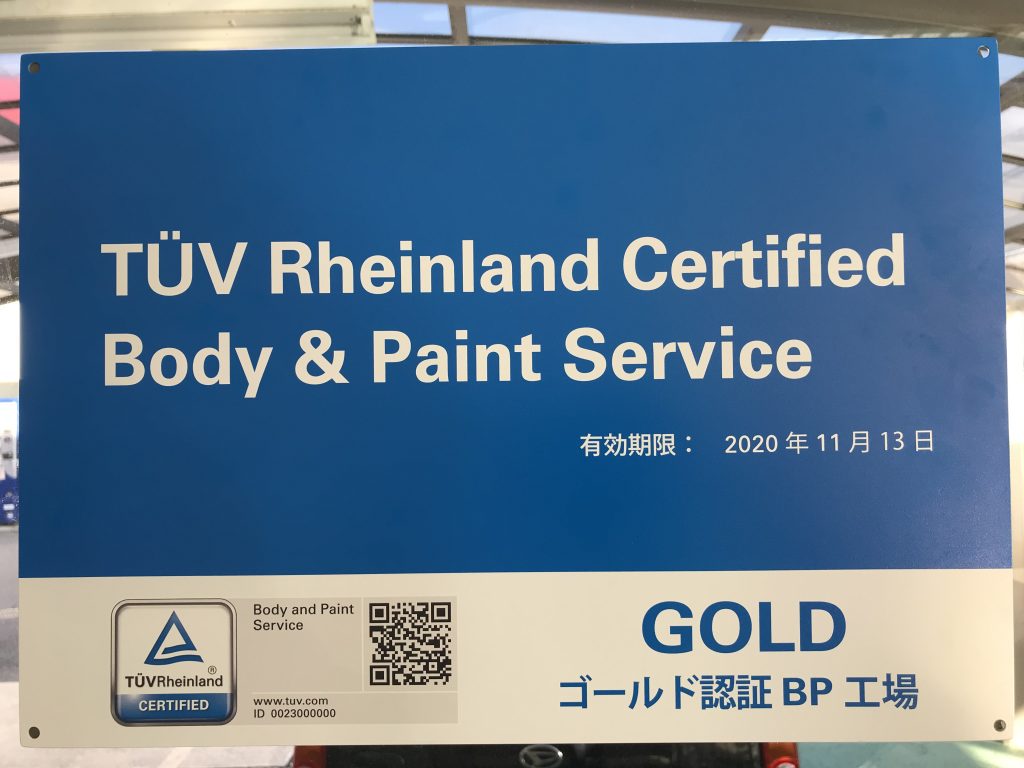 TÜV Rheinland Certified
Body & Paint Service
有効期限： 2020 年 11 月 13 日
TÜVRheinland®
CERTIFIED
Body and Paint
Service
www.tuv.com
ID 0023000000
GOLD
ゴールド認証 BP 工場